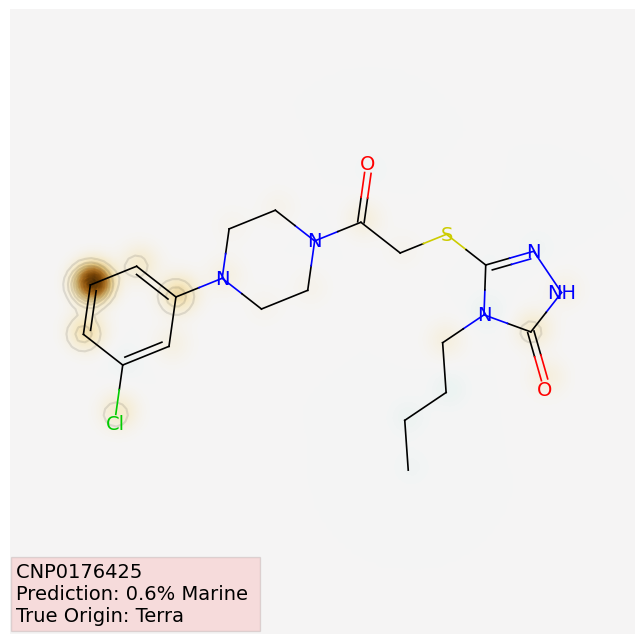 O
N
S
N
N
NH
N
O
Cl
CNP0176425
Prediction: 0.6% Marine
True Origin: Terra